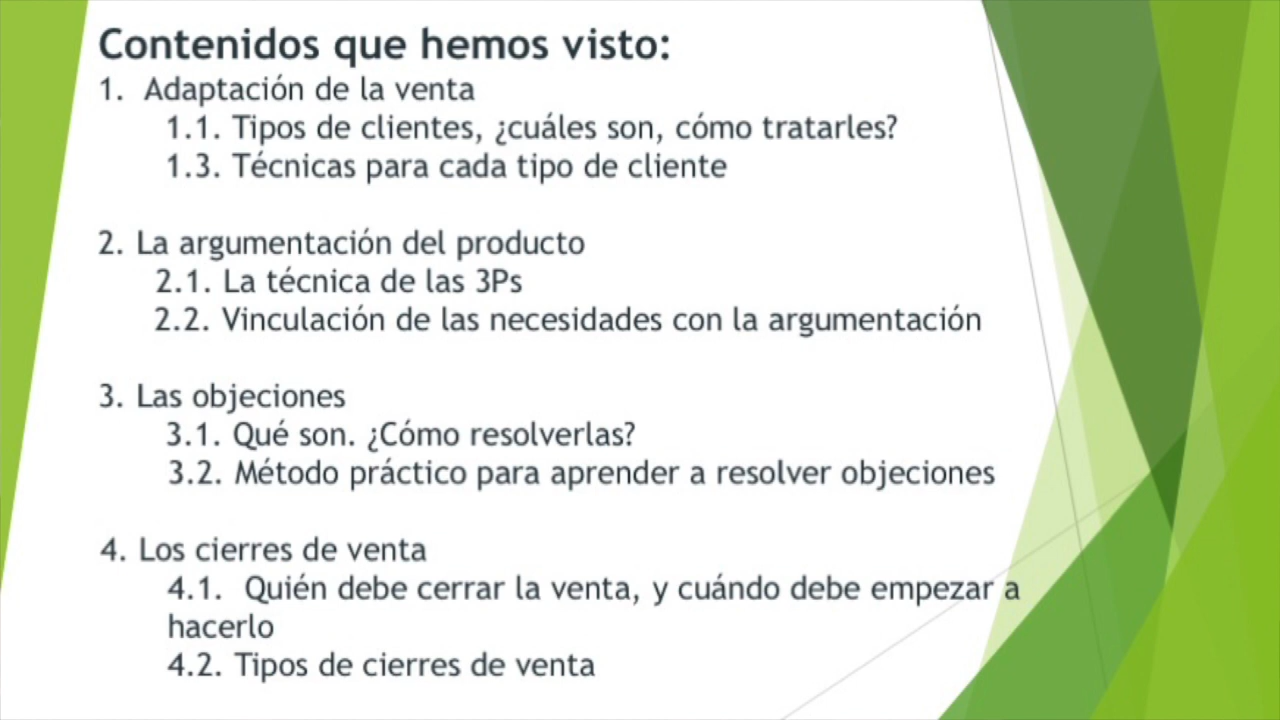 Contenidos que hemos visto:
1. Adaptación de la venta
1.1. Tipos de clientes, ¿cuáles son, cómo tratarles?
1.3. Técnicas para cada tipo de cliente
2. La argumentación del producto
2.1. La técnica de las 3Ps
2.2. Vinculación de las necesidades con la argumentación
3. Las objeciones
3.1. Qué son. ¿Cómo resolverlas?
3.2. Método práctico para aprender a resolver objeciones
4. Los cierres de venta
4.1. Quién debe cerrar la venta, y cuándo debe empezar a
hacerlo
4.2. Tipos de cierres de venta